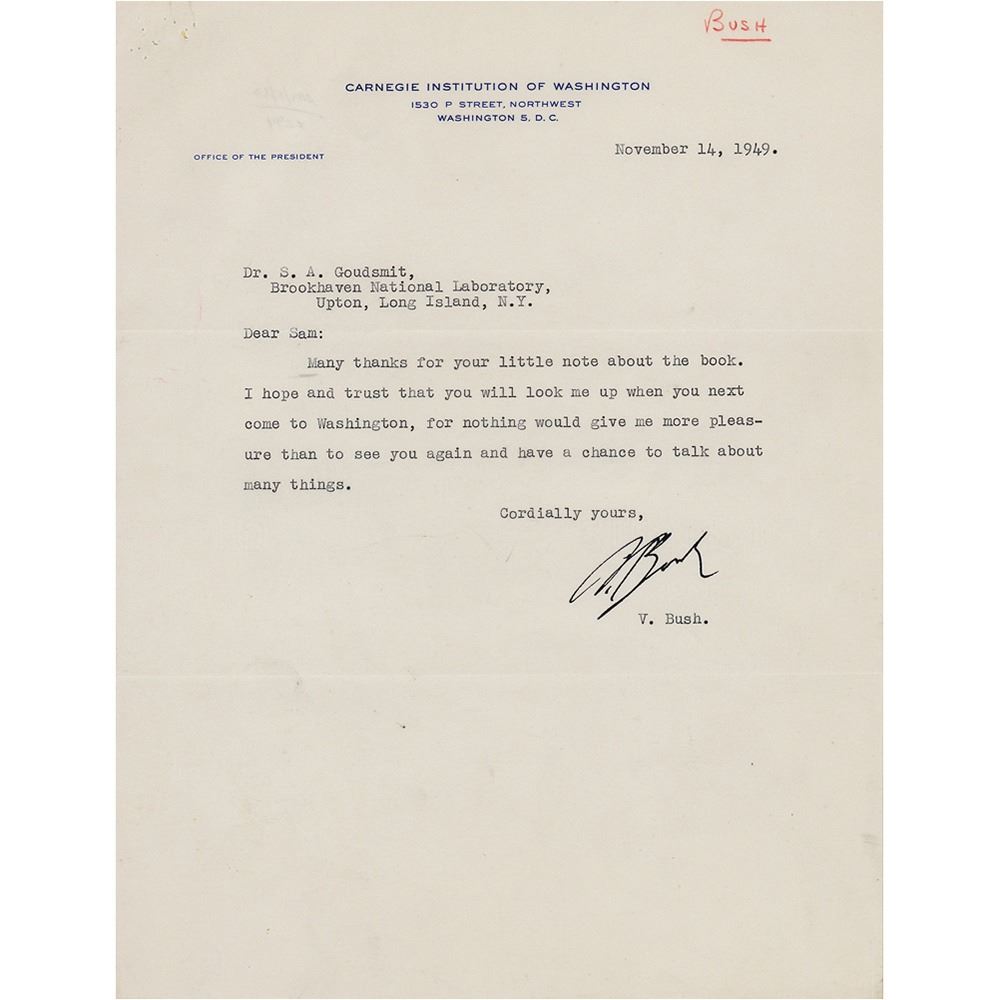 BUSH
CARNEGIE INSTITUTION OF WASHINGTON
1530 P STREET, NORTHWEST
WASHINGTON 5, D. C.
OFFICE OF THE PRESIDENT
November 14, 1949.
Dr. S. A. Goudsmit,
Brookhaven National Laboratory,
Upton, Long Island, N.Y.
Dear Sam:
Many thanks for your little note about the book.
I hope and trust that you will look me up when you next
come to Washington, for nothing would give me more pleas-
ure than to see you again and have a chance to talk about
many things.
Cordially yours,
V. Bush
V. Bush.